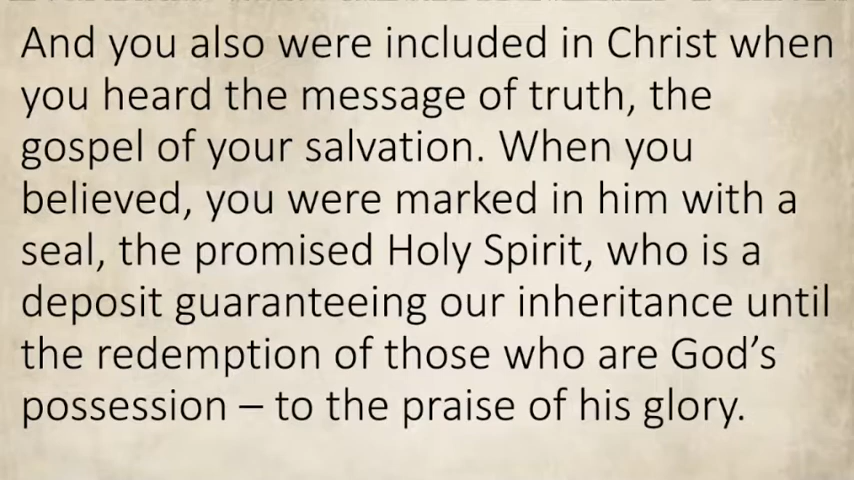 And you also were included in Christ when
you heard the message of truth, the
gospel of your salvation. When you
believed, you were marked in him with a
seal, the promised Holy Spirit, who is a
deposit guaranteeing our inheritance until
the redemption of those who are God’s
possession – to the praise of his glory.